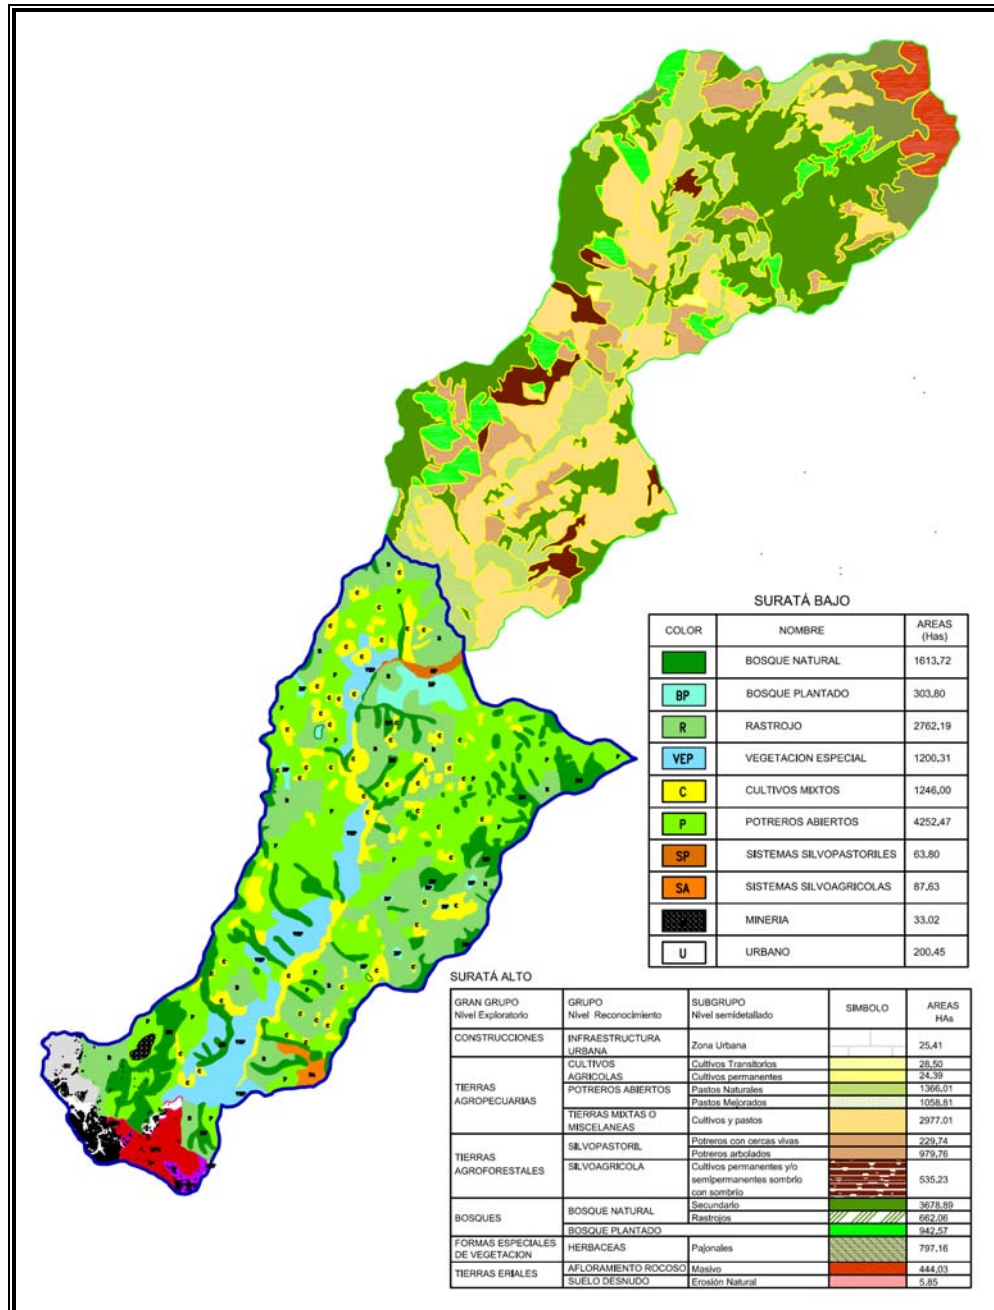 SURATÁ BAJO
COLOR NOMBRE AREAS (Has)
BOSQUE NATURAL 1613,72
BP BOSQUE PLANTADO 303,80
R RASTROJO 2762,19
VEP VEGETACION ESPECIAL 1200,31
C CULTIVOS MIXTOS 1246,00
P POTREROS ABIERTOS 4252,47
SP SISTEMAS SILVOPASTORILES 63,80
SA SISTEMAS SILVOAGRICOLAS 87,63
MINERIA 33,02
U URBANO 200,45
SURATÁ ALTO
GRAN GRUPO GRUPO SUBGRUPO SIMBOLO AREAS
Nivel Exploratorio Nivel Reconocimiento Nivel semidetallado HAs
CONSTRUCCIONES INFRAESTRUCTURA
URBANA Zona Urbana 25,41
TIERRAS
AGROPECUARIAS
CULTIVOS Cultivos Transitorios 28,50
AGRICOLAS Cultivos permanentes 24,39
POTREROS ABIERTOS Pastos Naturales 1366,01
Pastos Mejorados 1058,81
TIERRAS MIXTAS O
MISCELANEAS Cultivos y pastos 2977,01
TIERRAS
AGROFORESTALES
SILVOPASTORIL Potreros con cercas vivas 229,74
Potreros arbolados 979,76
SILVOAGRICOLA Cultivos permanentes y/o
semipermanentes sombrio 535,23
con sombrio
BOSQUES
BOSQUE NATURAL Secundario 3678,89
Rastrojos 662,06
BOSQUE PLANTADO 942,57
FORMAS ESPECIALES
DE VEGETACION HERBACEAS Pajonales 797,16
TIERRAS ERIALES
AFLORAMIENTO ROCOSO Masivo 444,03
SUELO DESNUDO Erosión Natural 5,85